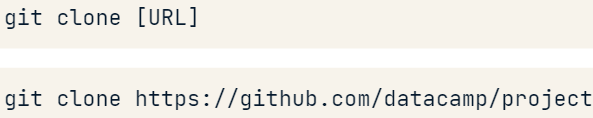 git clone [URL]
git clone https://github.com/datacamp/project